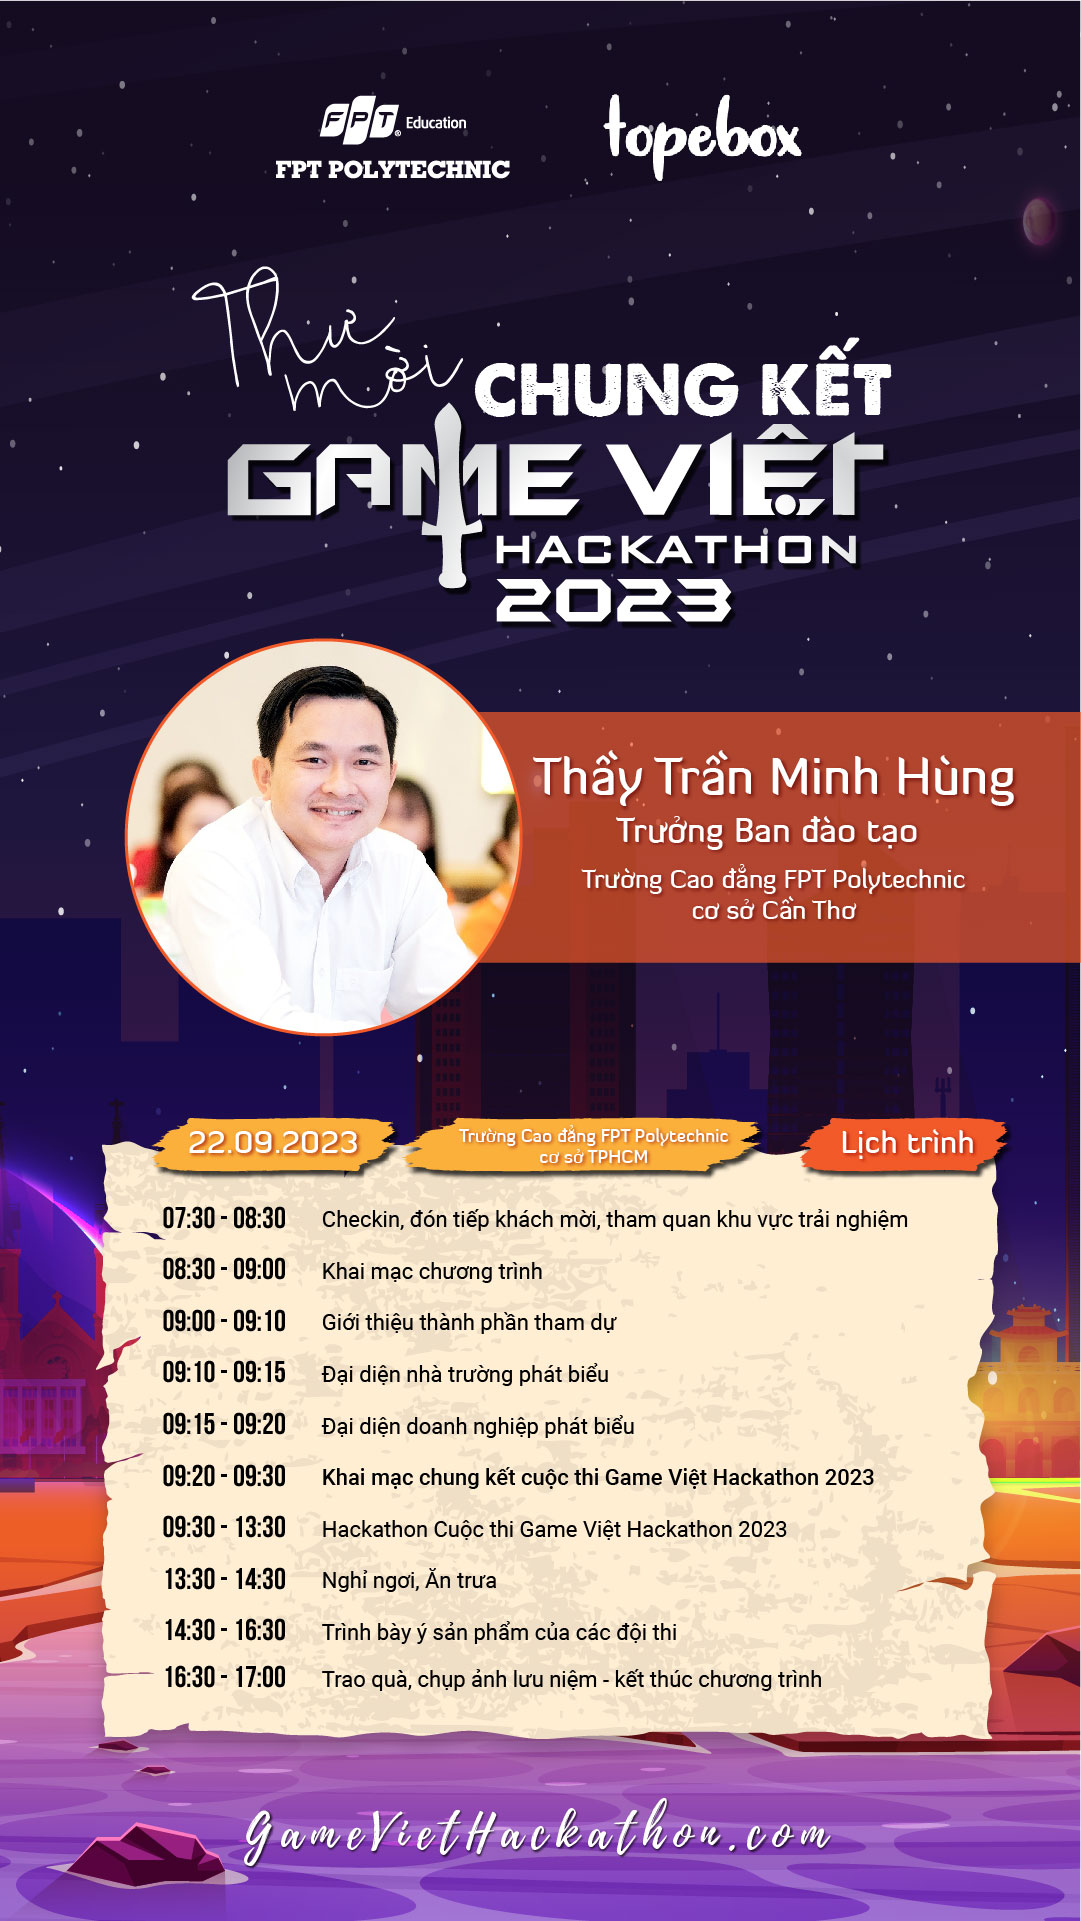 FPT Education
FPT POLYTECHNIC
topebox
Thư mời
CHUNG KẾT
GAME VIỆT
HACKATHON
2023
Thầy Trần Minh Hùng
Trưởng Ban đào tạo
Trường Cao đẳng FPT Polytechnic
cơ sở Cần Thơ
22.09.2023
Trường Cao đẳng FPT Polytechnic
cơ sở TPHCM
Lịch trình
07:30 - 08:30 Checkin, đón tiếp khách mời, tham quan khu vực trải nghiệm
08:30 - 09:00 Khai mạc chương trình
09:00 - 09:10 Giới thiệu thành phần tham dự
09:10 - 09:15 Đại diện nhà trường phát biểu
09:15 - 09:20 Đại diện doanh nghiệp phát biểu
09:20 - 09:30 Khai mạc chung kết cuộc thi Game Việt Hackathon 2023
09:30 - 13:30 Hackathon Cuộc thi Game Việt Hackathon 2023
13:30 - 14:30 Nghỉ ngơi, Ăn trưa
14:30 - 16:30 Trình bày ý sản phẩm của các đội thi
16:30 - 17:00 Trao quà, chụp ảnh lưu niệm - kết thúc chương trình
GameVietHackathon.com